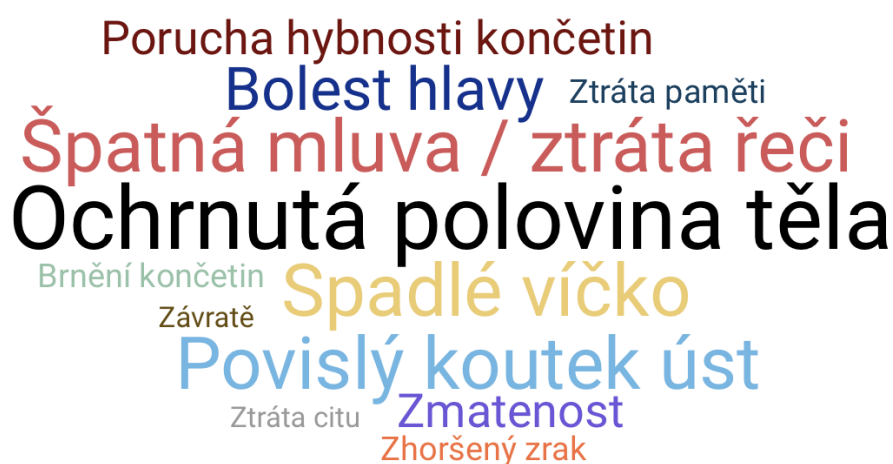 Porucha hybnosti končetin
Bolest hlavy
Ztráta paměti
Špatná mluva / ztráta řeči
Ochrnutá polovina těla
Brnění končetin
Spadlé víčko
Závratě
Povislý koutek úst
Ztráta citu
Zmatenost
Zhoršený zrak